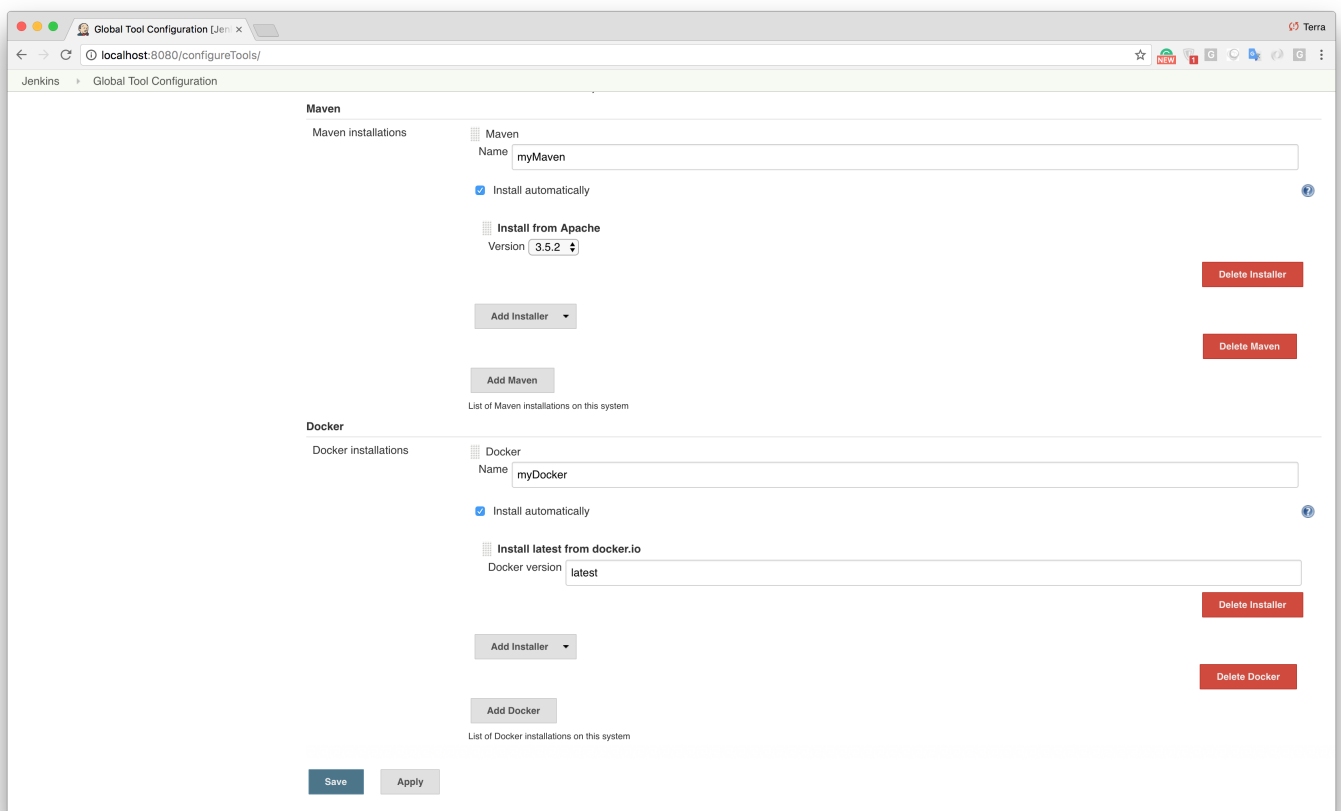 Global Tool Configuration [Jen
Terra
localhost:8080/configureTools/
NEW 1 G G
Jenkins Global Tool Configuration
Maven
Maven installations
Maven
Name myMaven
Install automatically
Install from Apache
Version 3.5.2
Delete Installer
Add Installer
Delete Maven
Add Maven
List of Maven installations on this system
Docker
Docker installations
Docker
Name myDocker
Install automatically
Install latest from docker.io
Docker version latest
Delete Installer
Add Installer
Delete Docker
Add Docker
List of Docker installations on this system
Save Apply